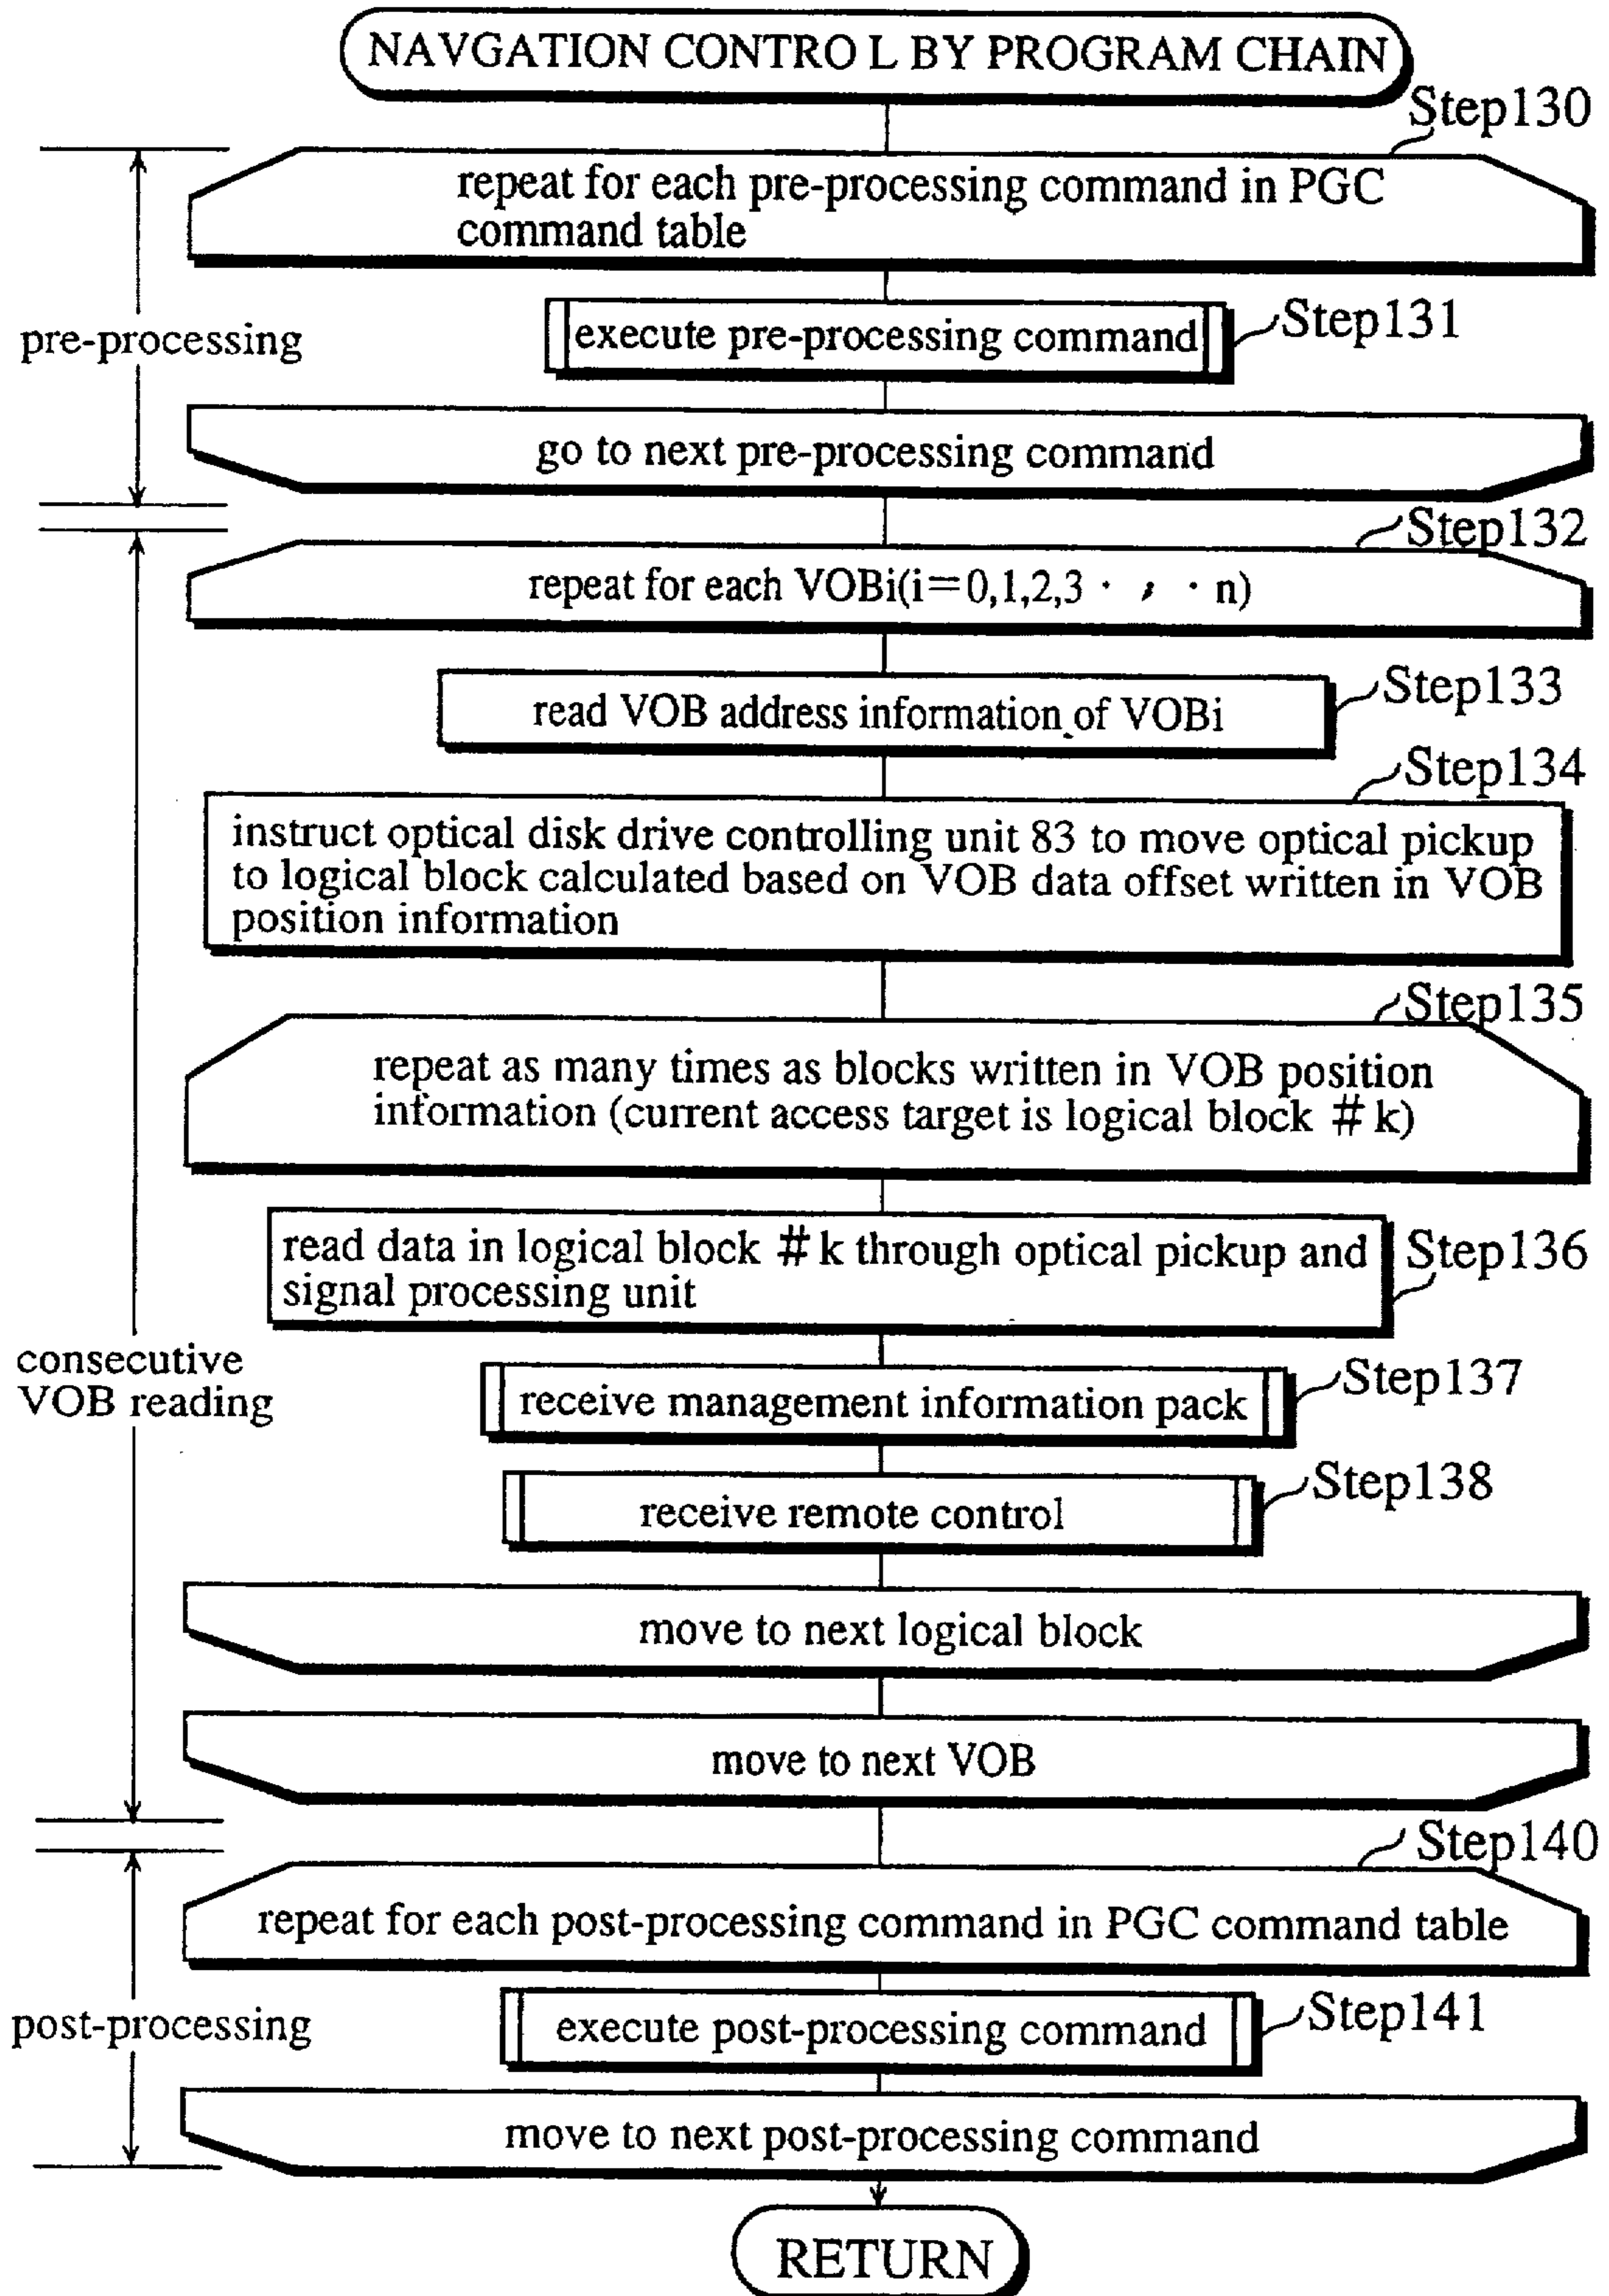 NAVGATION CONTRO L BY PROGRAM CHAIN
Step130
repeat for each pre-processing command in PGC
command table
pre-processing
execute pre-processing command
Step131
go to next pre-processing command
Step132
repeat for each VOBi(i=0,1,2,3 · , · n)
Step133
read VOB address information of VOBi
Step134
instruct optical disk drive controlling unit 83 to move optical pickup
to logical block calculated based on VOB data offset written in VOB
position information
Step135
repeat as many times as blocks written in VOB position
information (current access target is logical block #k)
read data in logical block #k through optical pickup and
signal processing unit
Step136
consecutive
VOB reading
receive management information pack
Step137
receive remote control
Step138
move to next logical block
move to next VOB
Step140
repeat for each post-processing command in PGC command table
post-processing
execute post-processing command
Step141
move to next post-processing command
RETURN